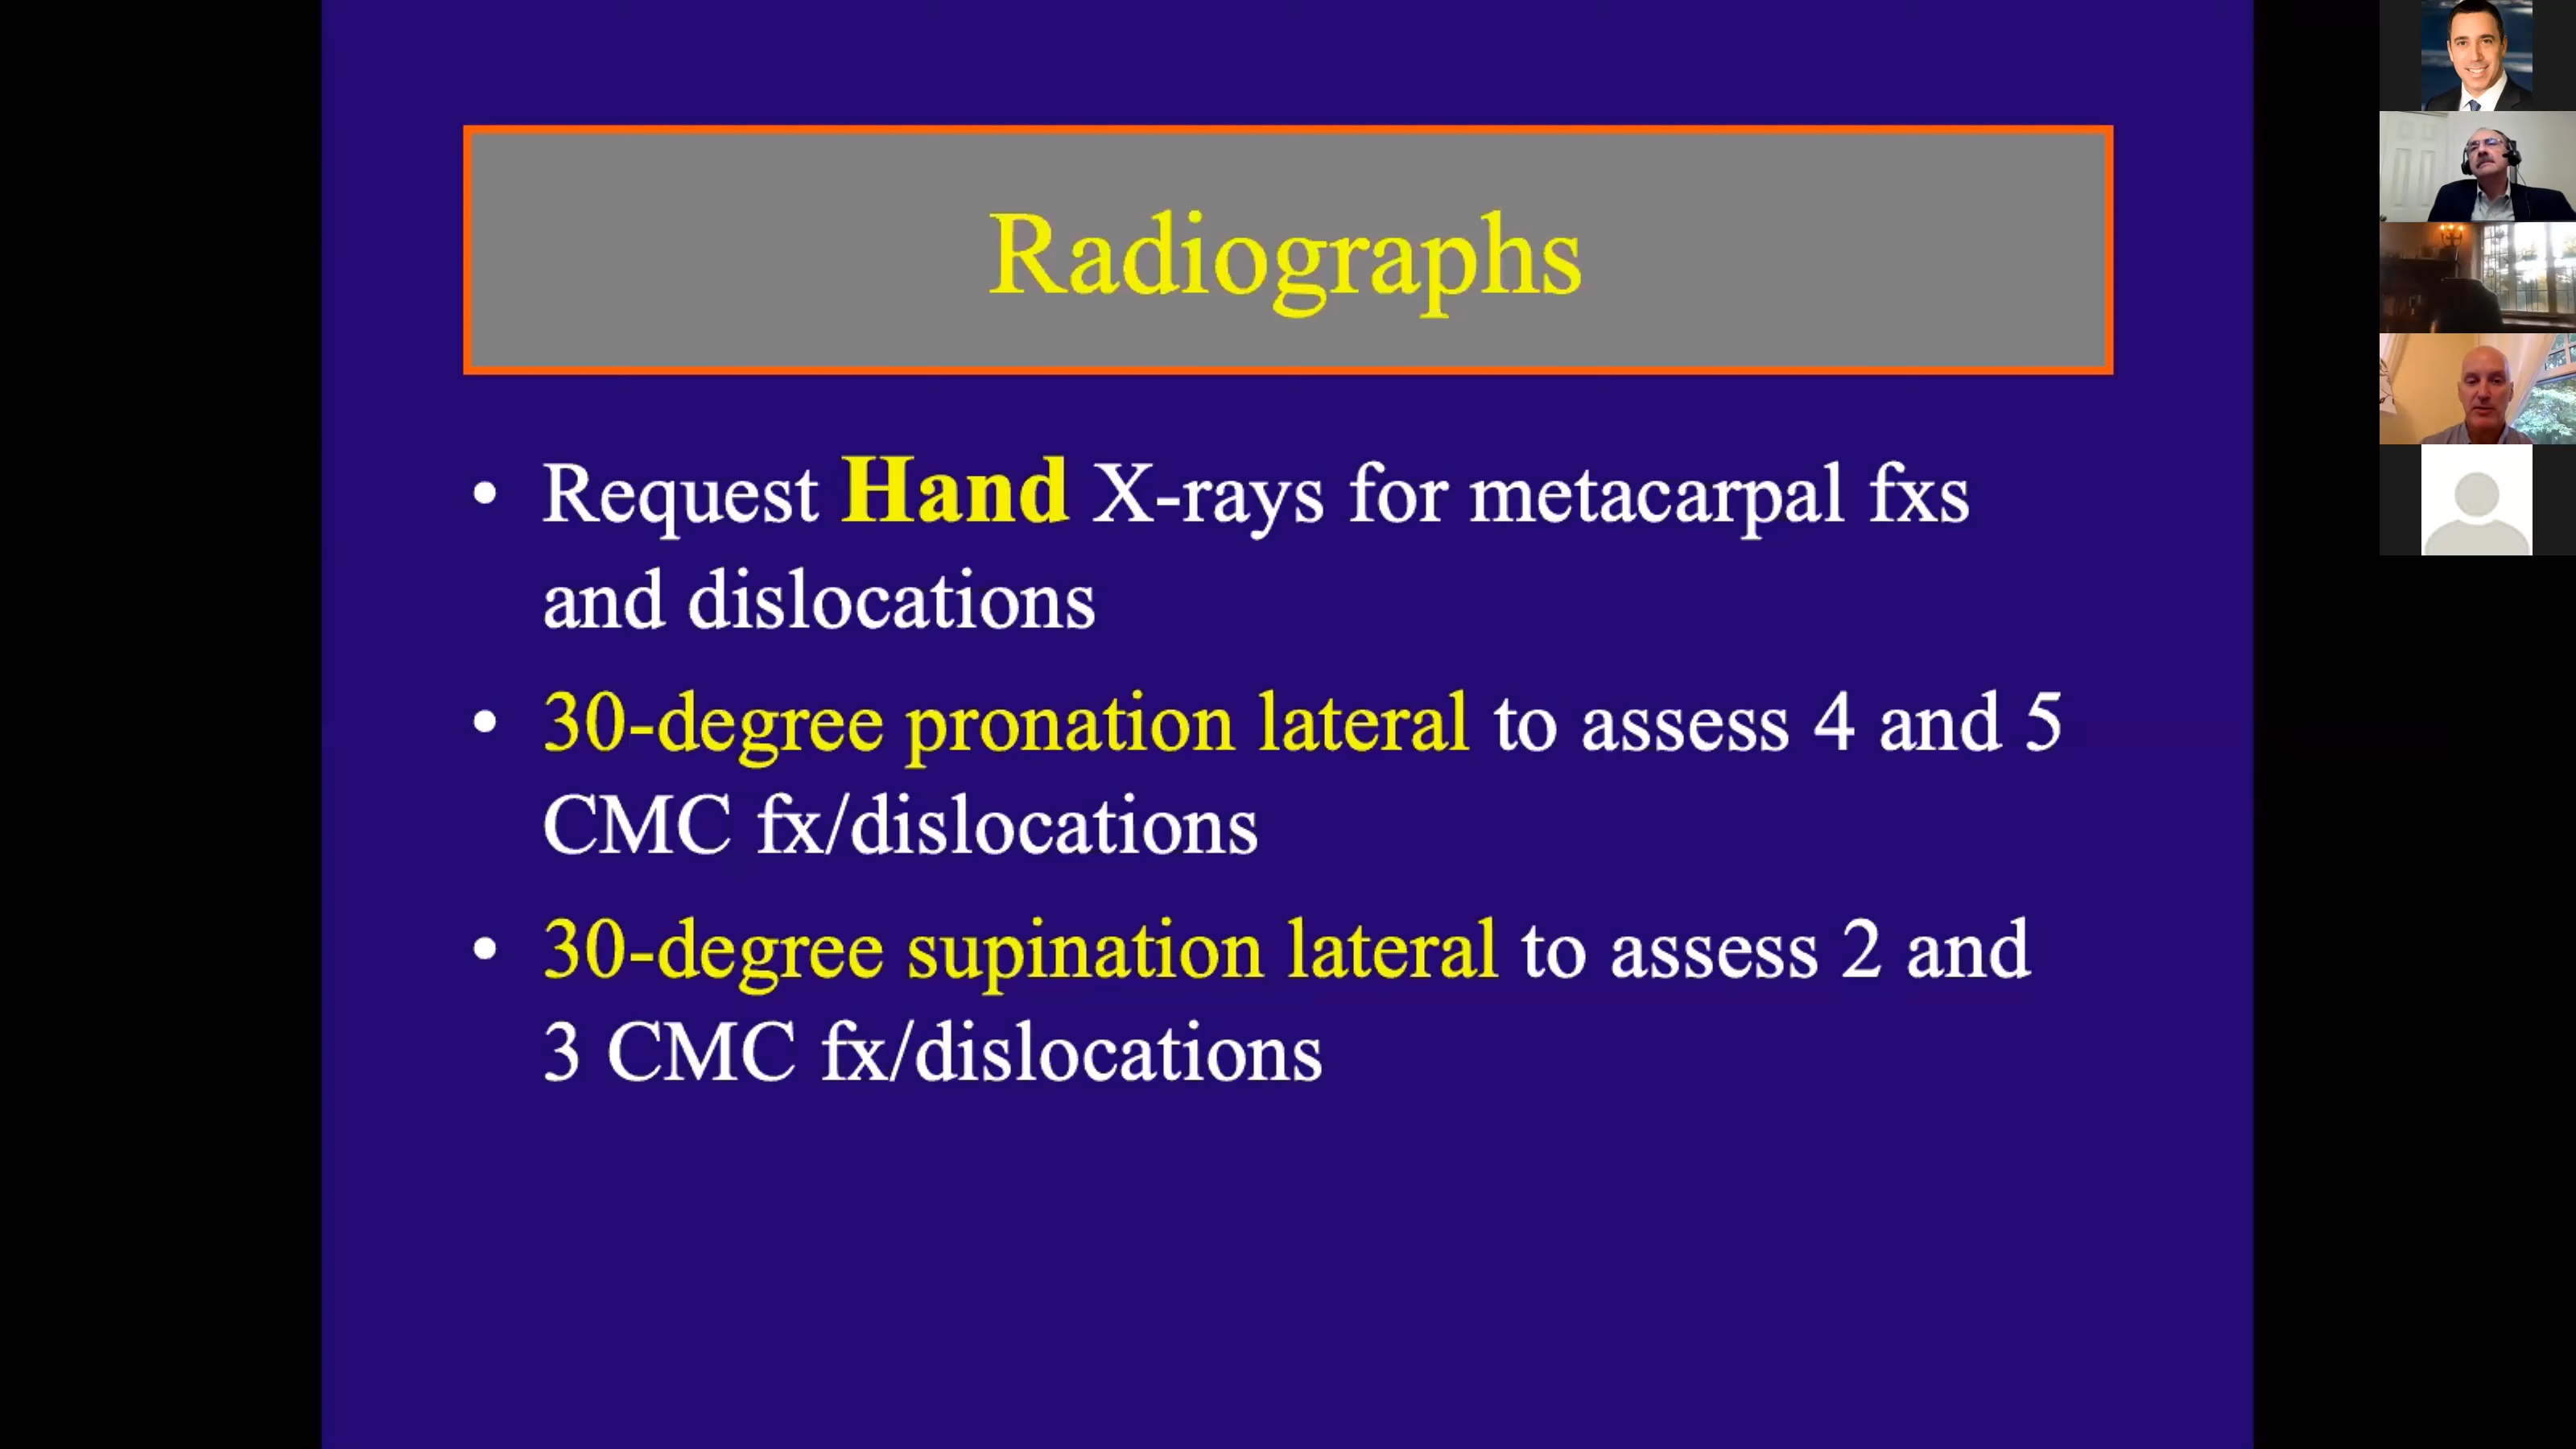 Radiographs
• Request Hand X-rays for metacarpal fxs
and dislocations
• 30-degree pronation lateral to assess 4 and 5
CMC fx/dislocations
• 30-degree supination lateral to assess 2 and
3 CMC fx/dislocations